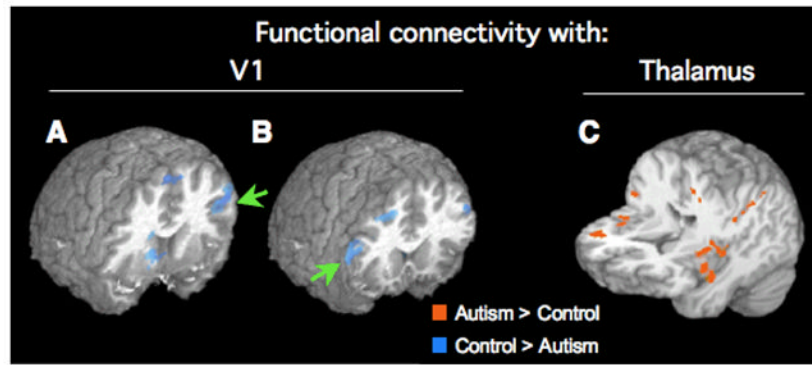 Functional connectivity with:
V1
Thalamus
A
B
C
Autism > Control
Control > Autism